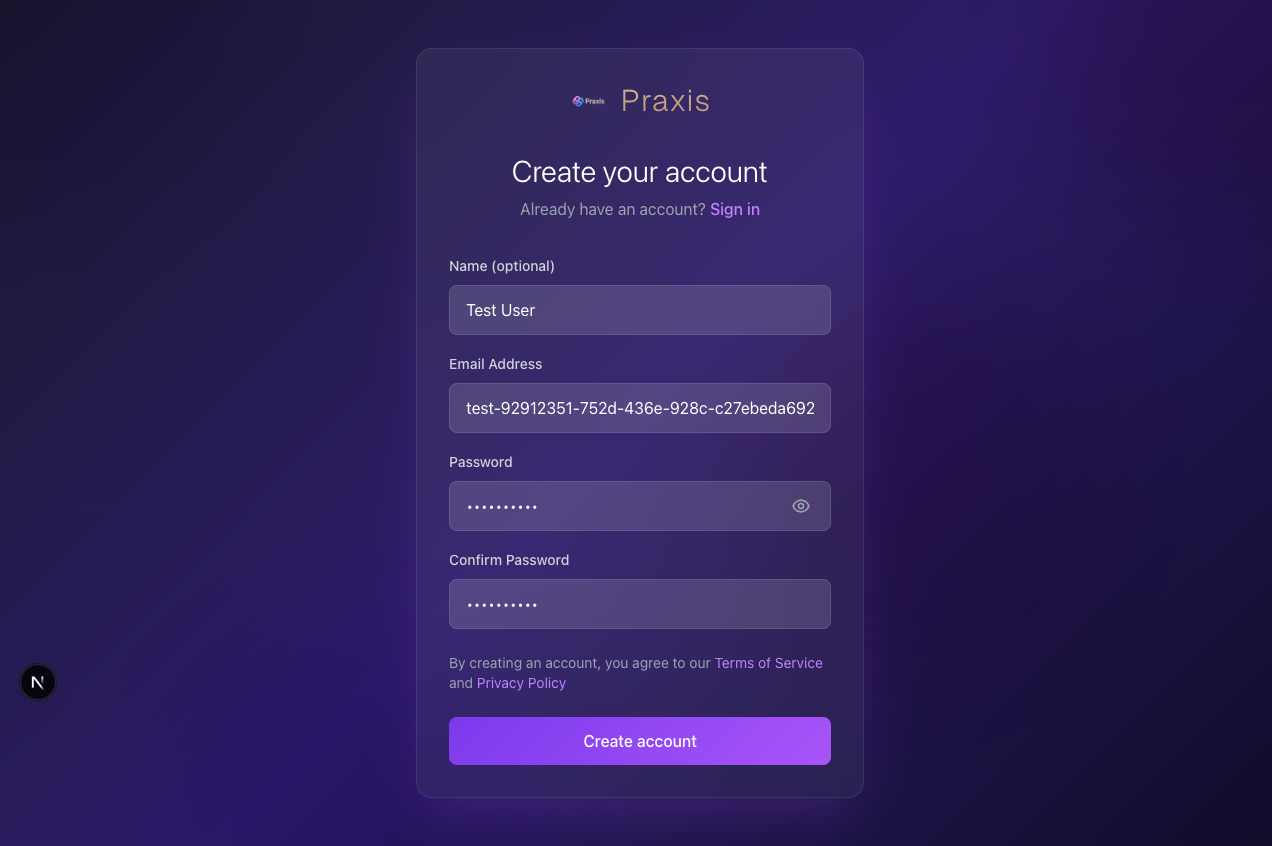 Praxis Praxis
Create your account
Already have an account? Sign in
Name (optional)
Test User
Email Address
test-92912351-752d-436e-928c-c27ebeda692
Password
••••••••••
Confirm Password
••••••••••
By creating an account, you agree to our Terms of Service
and Privacy Policy
N
Create account